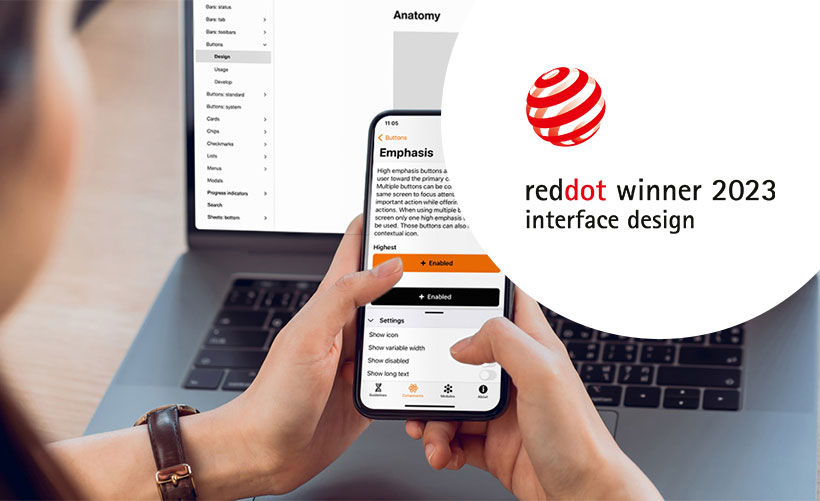 Bars: status
Bars: tab
Bars: toolbars
Buttons
Design
Usage
Develop
Buttons: standard
Buttons: system
Cards
Chips
Checkmarks
Lists
Menus
Modals
Progress indicators
Search
Sheets: bottom
Anatomy
11:05
Buttons
Emphasis
High emphasis buttons
user toward the primary
Multiple buttons can be
same screen to focus
important action while
actions. When using multiple
screen only one high emphasis
be used. Those buttons can
contextual icon.
Highest
+ Enabled
+ Enabled
Settings
Show icon
Show variable width
Show disabled
Show long text
Guidelines
Components
Modules
About
reddot winner 2023
interface design